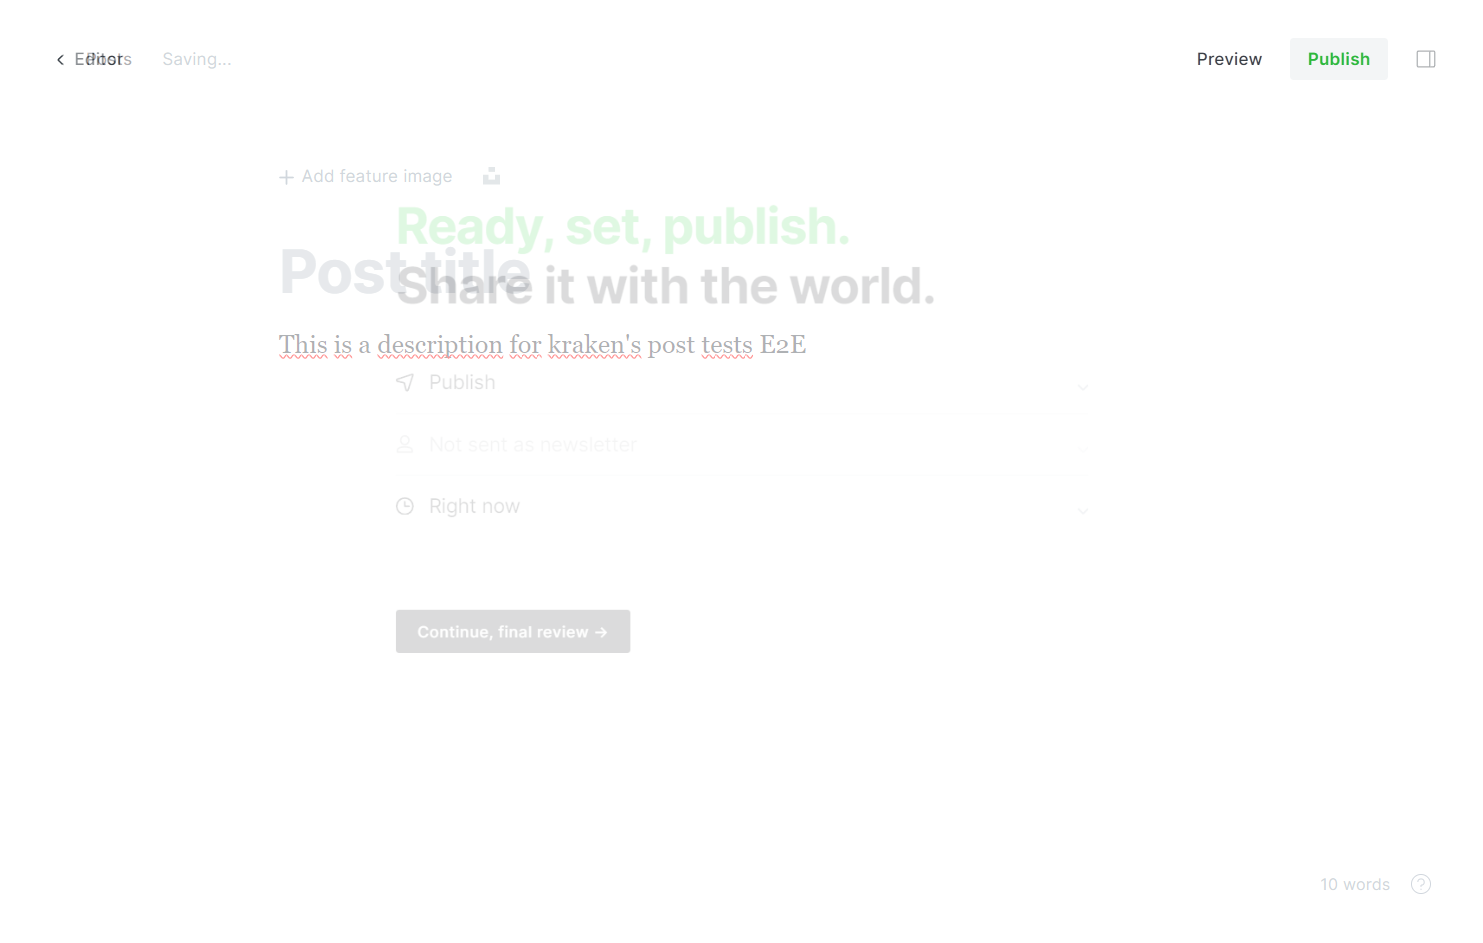 Editor
Posts
Saving...
Preview
Publish
Add feature image
Ready, set, publish.
Post title
Share it with the world.
This is a description for kraken's post tests E2E
Publish
Not sent as newsletter
Right now
Continue, final review →
10 words
?